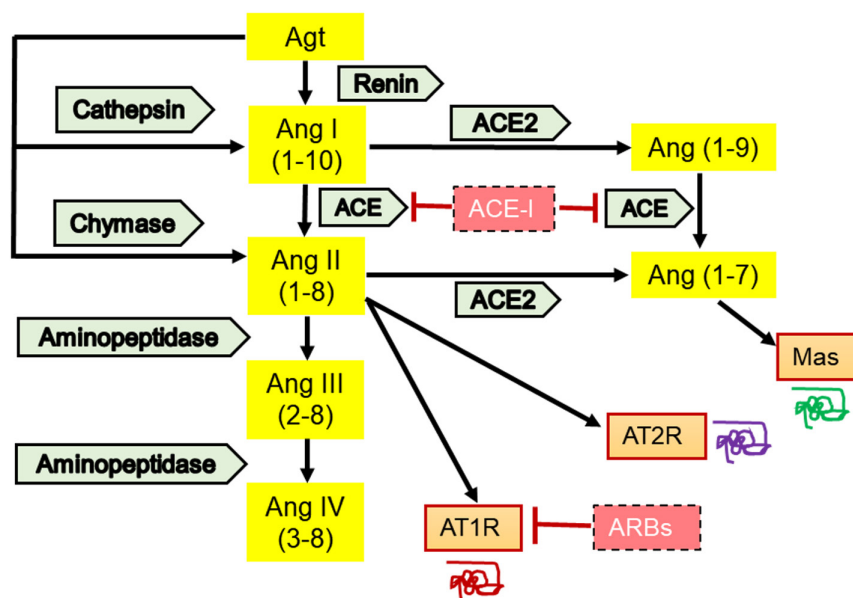 Agt
Renin
Cathepsin
Ang I
(1-10)
ACE2
Ang (1-9)
ACE
ACE-I
ACE
Chymase
Ang II
(1-8)
ACE2
Ang (1-7)
Aminopeptidase
Mas
Ang III
(2-8)
AT2R
Aminopeptidase
Ang IV
(3-8)
AT1R
ARBs